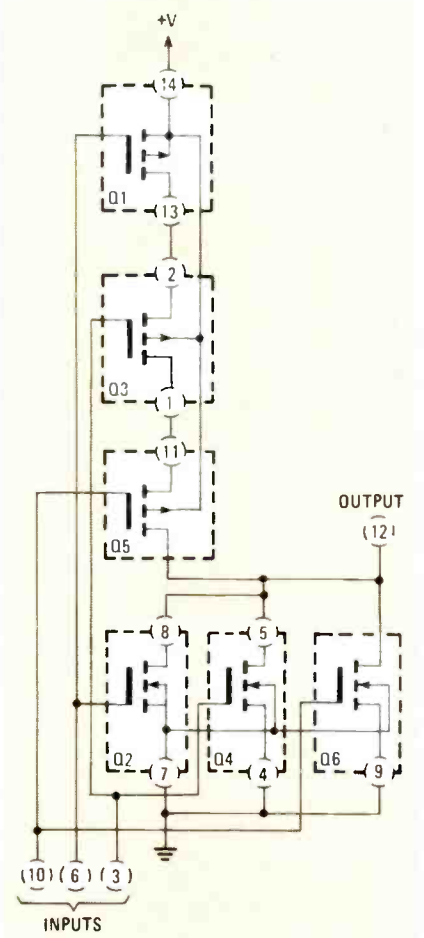 +V
14
Q1
13
2
Q3
1
11
Q5
OUTPUT
(12)
8
5
Q2
Q4
Q6
7
4
9
(10) (6) (3)
INPUTS